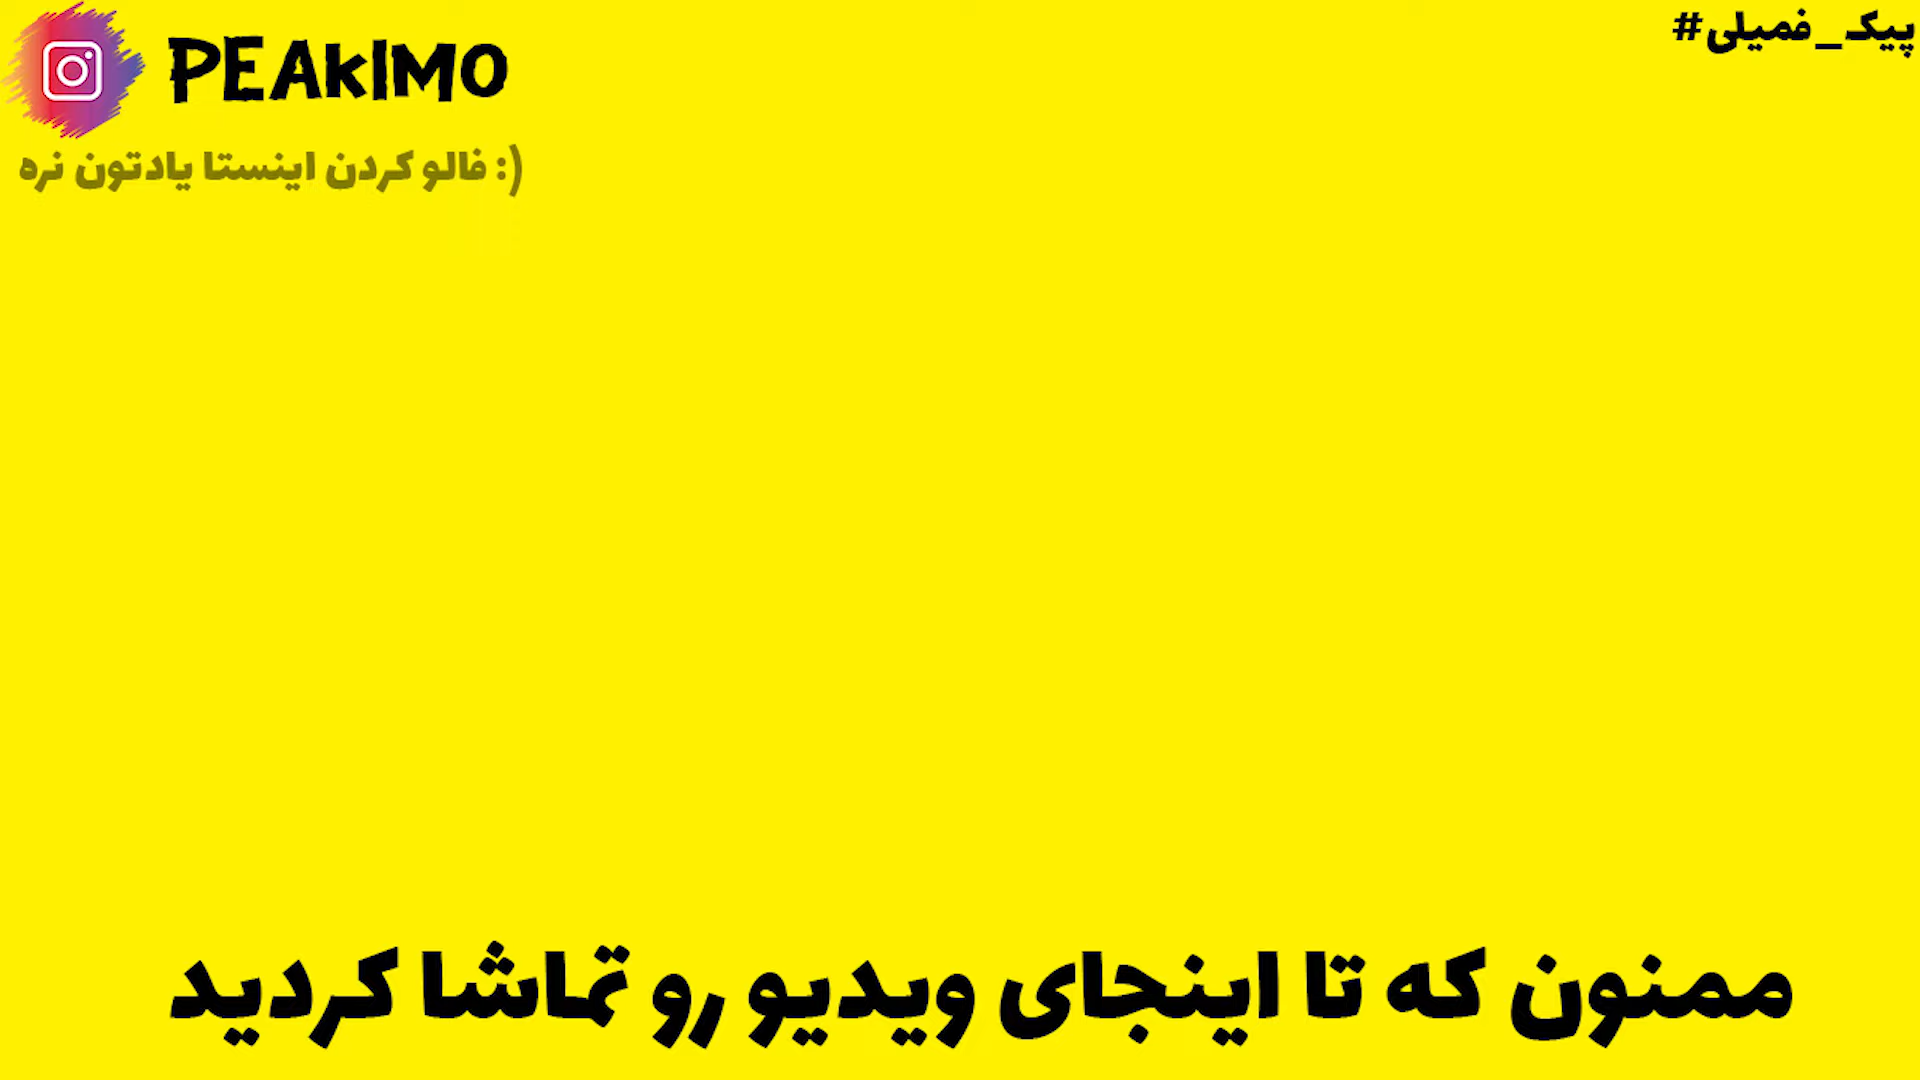 PEAKIMO
#پیک_فمیلی
فالو کردن اینستا یادتون نره :)
ممنون که تا اینجای ویدیو رو تماشا کردید